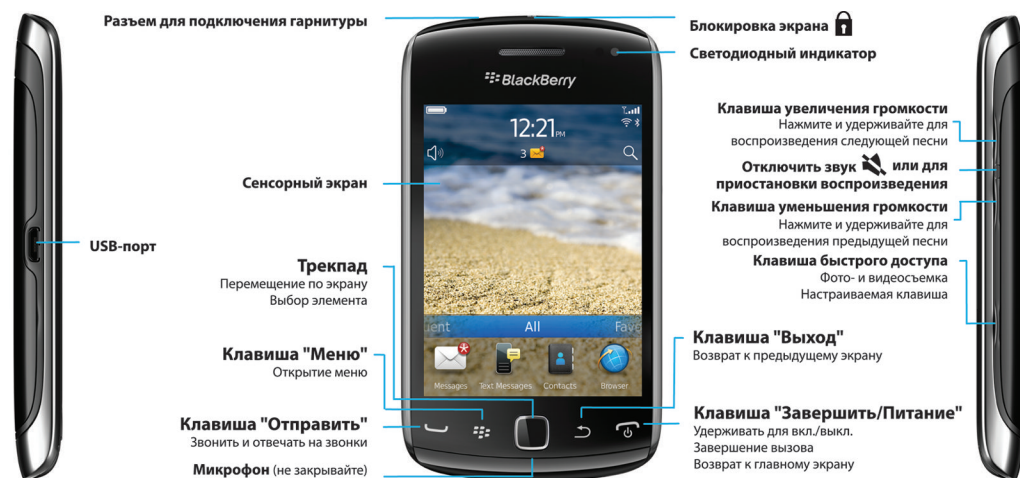 Разъем для подключения гарнитуры
Блокировка экрана
Светодиодный индикатор
BlackBerry
12:21 PM
3
Клавиша увеличения громкости
Нажмите и удерживайте для
воспроизведения следующей песни
Отключить звук или для
приостановки воспроизведения
Клавиша уменьшения громкости
Нажмите и удерживайте для
воспроизведения предыдущей песни
Клавиша быстрого доступа
Фото- и видеосъемка
Настраиваемая клавиша
Сенсорный экран
USB-порт
Трекпад
Перемещение по экрану
Выбор элемента
uent All Favo
Messages Text Messages Contacts Browser
Клавиша "Меню"
Открытие меню
Клавиша "Выход"
Возврат к предыдущему экрану
Клавиша "Отправить"
Звонить и отвечать на звонки
Микрофон (не закрывайте)
Клавиша "Завершить/Питание"
Удерживать для вкл./выкл.
Завершение вызова
Возврат к главному экрану